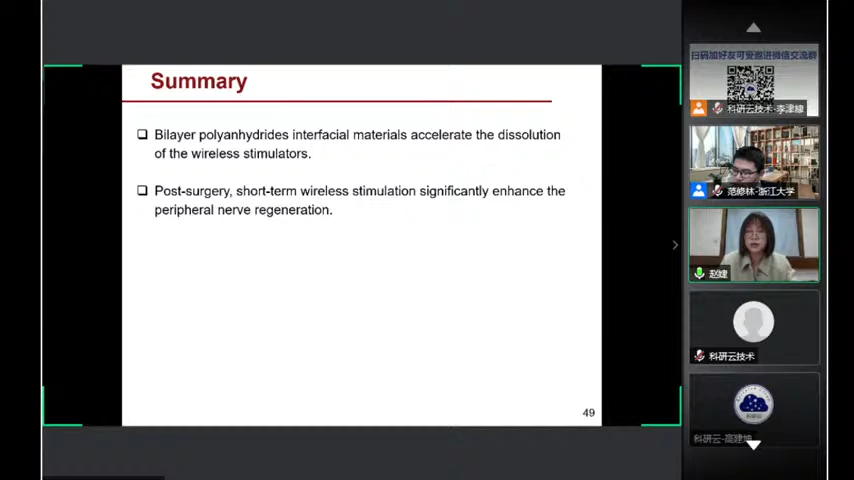 Summary
Bilayer polyanhydrides interfacial materials accelerate the dissolution
of the wireless stimulators.
Post-surgery, short-term wireless stimulation significantly enhance the
peripheral nerve regeneration.
49
扫码加好友可受邀进微信交流群
科研云技术-李津緯
范修林-浙江大学
赵婕
科研云技术
科研云-高建坤